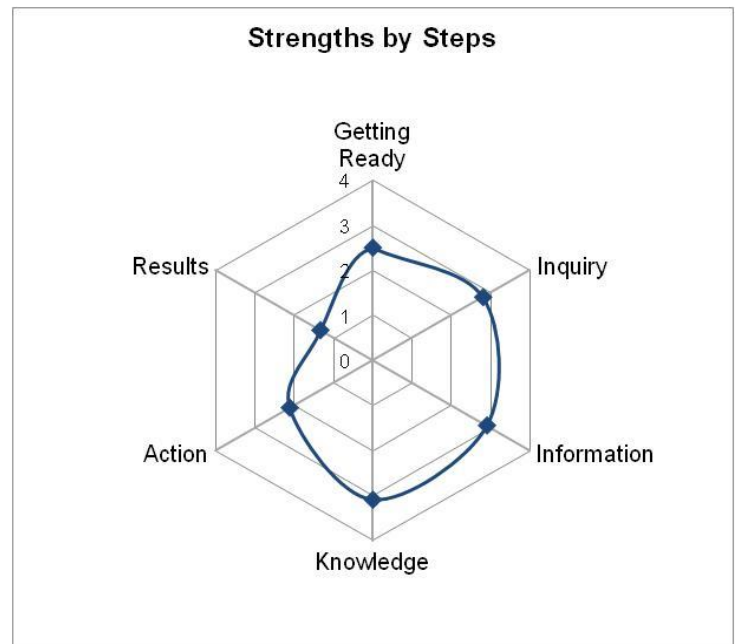 Strengths by Steps
Getting
Ready
4
3
2
1
0
Results
Inquiry
Action
Information
Knowledge